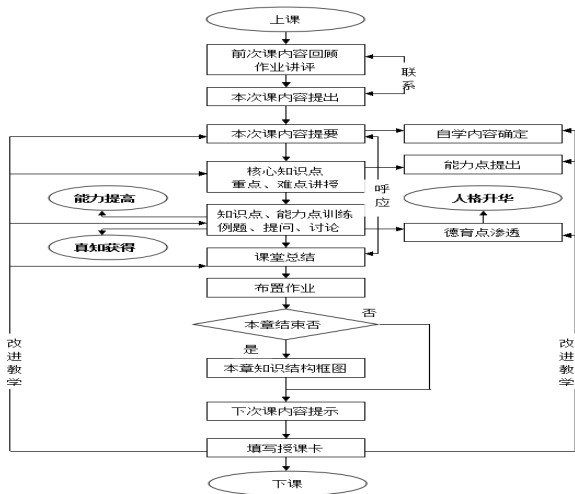 上课
前次课内容回顾
作业讲评
联系
本次课内容提出
本次课内容提要
自学内容确定
核心知识点
重点、难点讲授
能力点提出
呼应
能力提高
人格升华
知识点、能力点训练
例题、提问、讨论
德育点渗透
真知获得
课堂总结
布置作业
本章结束否
否
是
改进教学
改进教学
本章知识结构框图
下次课内容提示
填写授课卡
下课